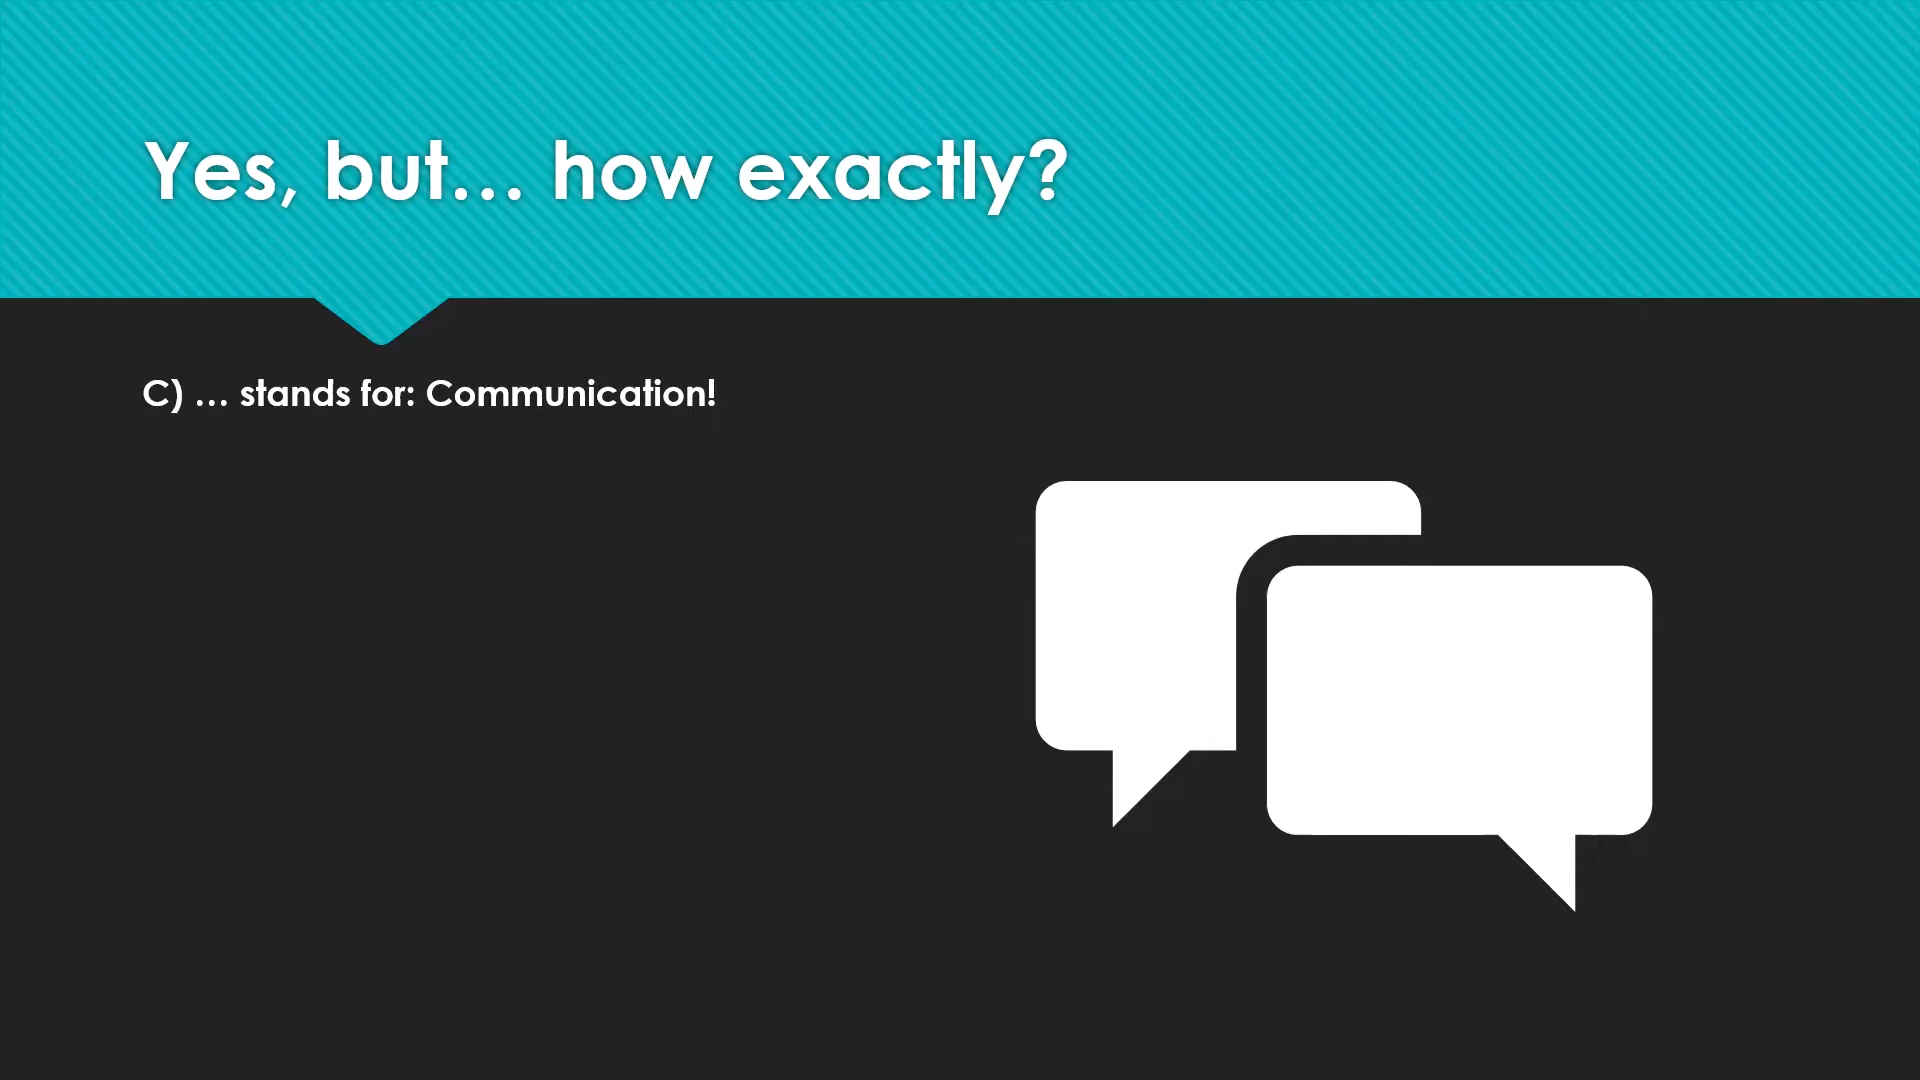 Yes, but… how exactly?
C) … stands for: Communication!